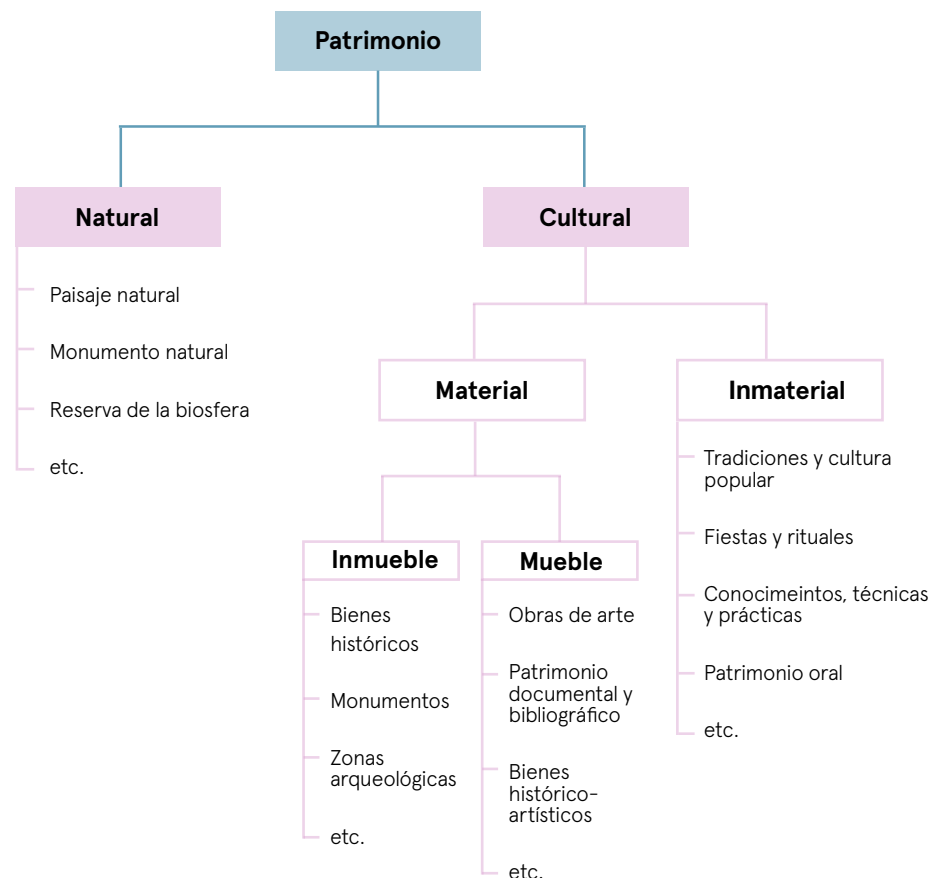 Patrimonio
Natural
Paisaje natural
Monumento natural
Reserva de la biosfera
etc.
Cultural
Material
Inmueble
Bienes
históricos
Monumentos
Zonas
arqueológicas
etc.
Mueble
Obras de arte
Patrimonio
documental y
bibliográfico
Bienes
histórico-
artísticos
etc.
Inmaterial
Tradiciones y cultura
popular
Fiestas y rituales
Conocimeintos, técnicas
y prácticas
Patrimonio oral
etc.